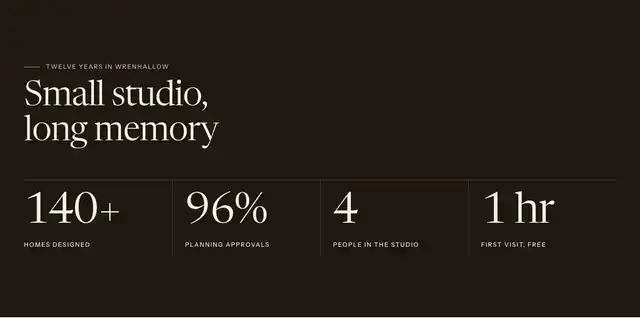 TWELVE YEARS IN WRENHALLOW
Small studio,
long memory
140+
HOMES DESIGNED
96%
PLANNING APPROVALS
4
PEOPLE IN THE STUDIO
1 hr
FIRST VISIT, FREE